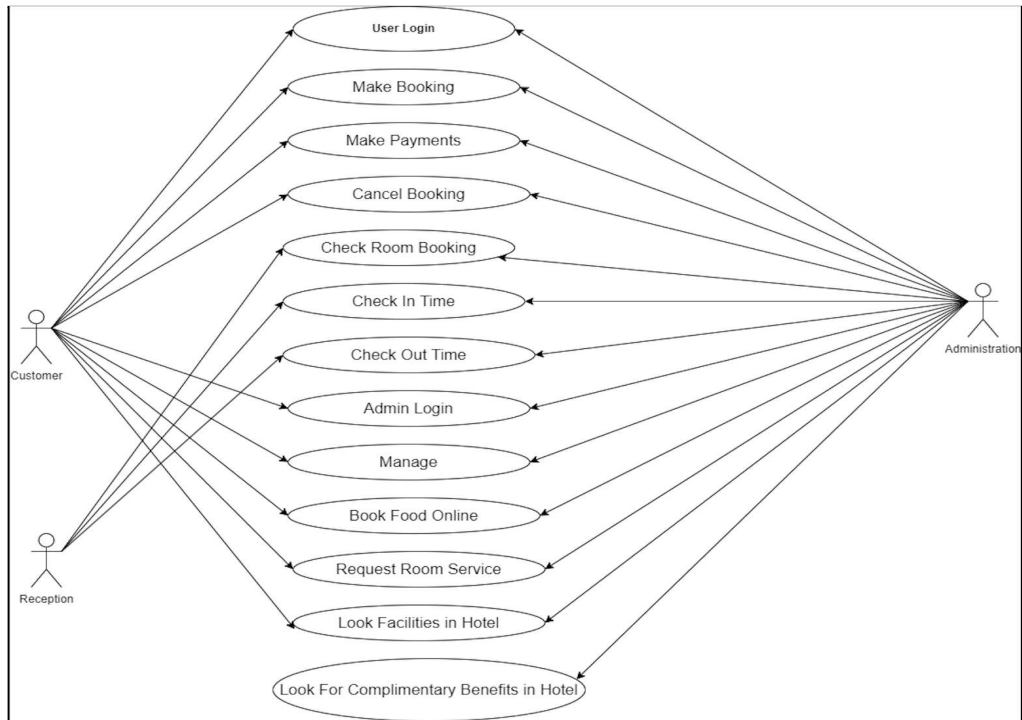 User Login
Make Booking
Make Payments
Cancel Booking
Check Room Booking
Check In Time
Check Out Time
Admin Login
Manage
Book Food Online
Request Room Service
Look Facilities in Hotel
Look For Complimentary Benefits in Hotel
Customer
Reception
Administration